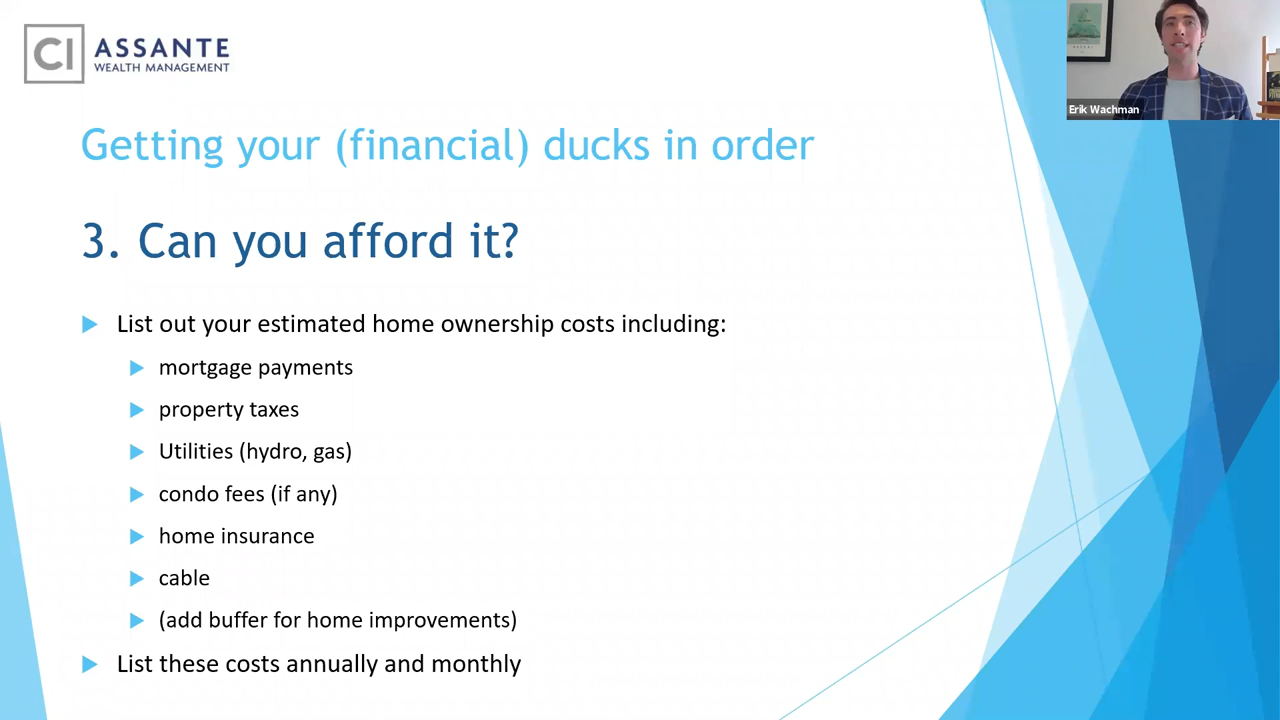 CI ASSANTE
WEALTH MANAGEMENT
Erik Wachman
Getting your (financial) ducks in order
3. Can you afford it?
List out your estimated home ownership costs including:
mortgage payments
property taxes
Utilities (hydro, gas)
condo fees (if any)
home insurance
cable
(add buffer for home improvements)
List these costs annually and monthly